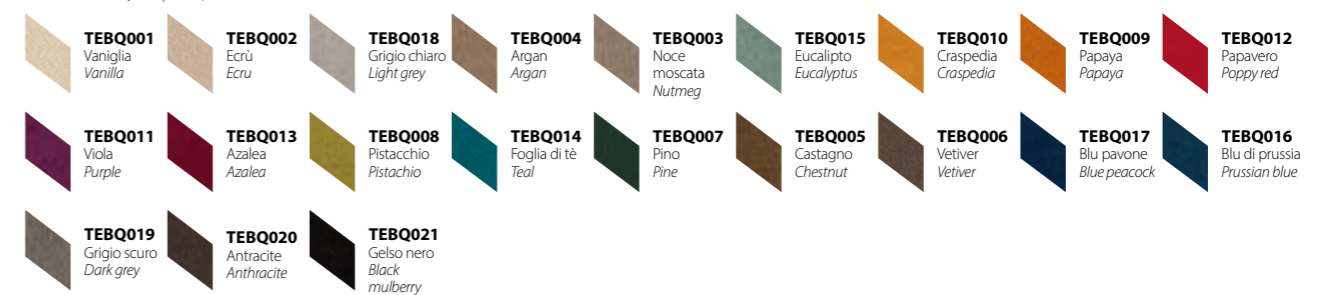 TEBQ001
Vaniglia
Vanilla
TEBQ002
Ecrù
Ecru
TEBQ018
Grigio chiaro
Light grey
TEBQ004
Argan
Argan
TEBQ003
Noce
moscata
Nutmeg
TEBQ015
Eucalipto
Eucalyptus
TEBQ010
Craspedia
Craspedia
TEBQ009
Papaya
Papaya
TEBQ012
Papavero
Poppy red
TEBQ011
Viola
Purple
TEBQ013
Azalea
Azalea
TEBQ008
Pistacchio
Pistachio
TEBQ014
Foglia di tè
Teal
TEBQ007
Pino
Pine
TEBQ005
Castagno
Chestnut
TEBQ006
Vetiver
Vetiver
TEBQ017
Blu pavone
Blue peacock
TEBQ016
Blu di prussia
Prussian blue
TEBQ019
Grigio scuro
Dark grey
TEBQ020
Antracite
Anthracite
TEBQ021
Gelso nero
Black
mulberry